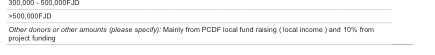 300,000 - 500,000FJD
>500,000FJD
Other donors or other amounts (please specify): Mainly from PCDF local fund raising ( local income ) and 10% from
project funding